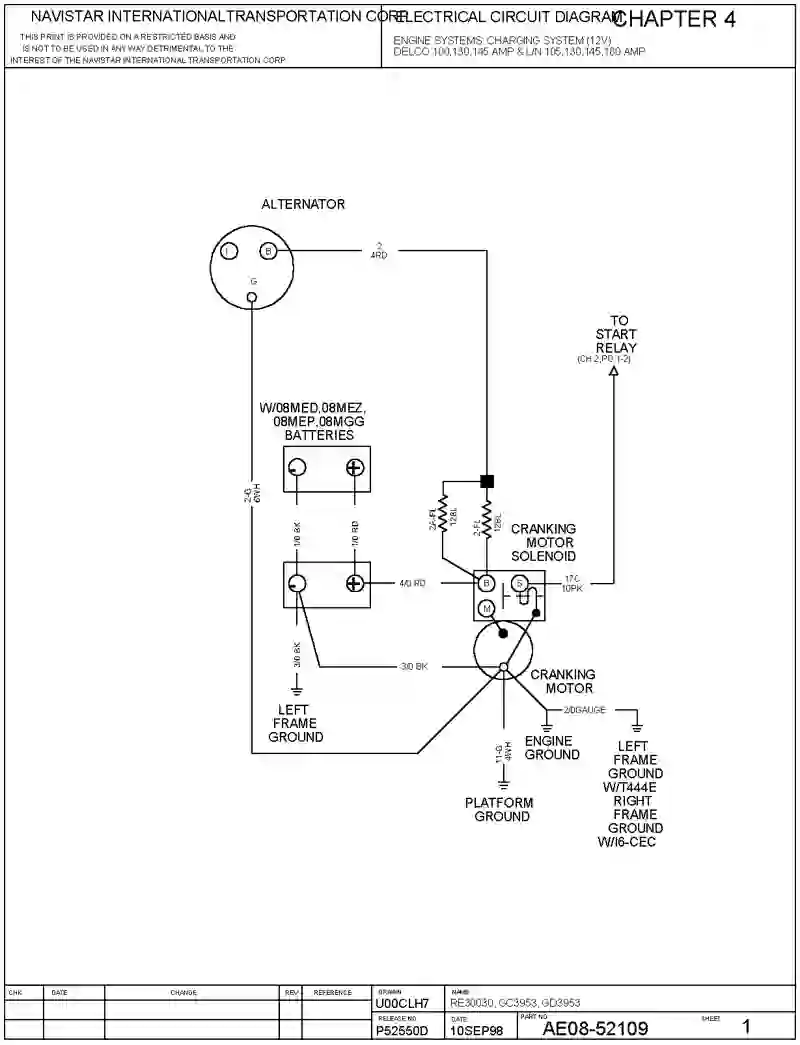 NAVISTAR INTERNATIONAL TRANSPORTATION CORP.
THIS PRINT IS PROVIDED ON A RESTRICTED BASIS AND
IS NOT TO BE USED IN ANY WAY DETRIMENTAL TO THE
INTEREST OF THE NAVISTAR INTERNATIONAL TRANSPORTATION CORP
ELECTRICAL CIRCUIT DIAGRAM
CHAPTER 4
ENGINE SYSTEMS: CHARGING SYSTEM (12V)
DELCO 100,130,145 AMP & L/N 105,130,145,160 AMP
ALTERNATOR
I
B
G
2
4RD
TO
START
RELAY
(CH 2,PG 1-2)
W/08MED,08MEZ,
08MEP,08MGG
BATTERIES
2-G
6WH
1/0 BK
1/0 RD
2A-FL
12BL
2-FL
12BL
CRANKING
MOTOR
SOLENOID
4/0 RD
B
S
M
17C
10PK
3/0 BK
3/0 BK
CRANKING
MOTOR
LEFT
FRAME
GROUND
2/0GAUGE
11-G
4WH
ENGINE
GROUND
PLATFORM
GROUND
LEFT
FRAME
GROUND
W/T444E
RIGHT
FRAME
GROUND
W/I6-CEC
CHK
DATE
CHANGE
REV
REFERENCE
DRAWN
U00CLH7
NAME
RE30030, GC3953, GD3953
RELEASE NO
P52550D
DATE
10SEP98
PART NO
AE08-52109
SHEET
1